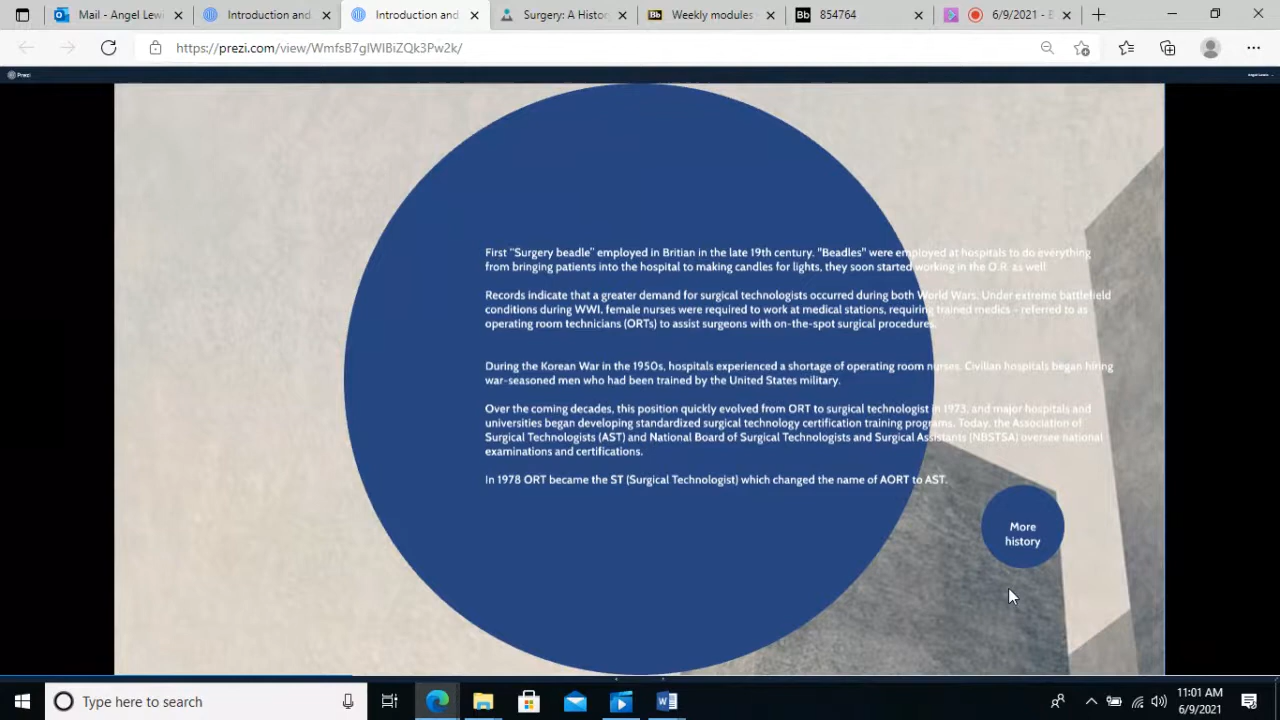 Mail Angel Lewi
Introduction and
Introduction and
Surgery: A Histor
Weekly modules
854764
6/9/2021 - E
https://prezi.com/view/WmfsB7glWlBiZQk3Pw2k/
Prezi
First "Surgery beadle" employed in Britian in the late 19th century. "Beadles" were employed at hospitals to do everything
from bringing patients into the hospital to making candles for lights, they soon started working in the O.R. as well
Records indicate that a greater demand for surgical technologists occurred during both World Wars. Under extreme battlefield
conditions during WWI, female nurses were required to work at medical stations, requiring trained medics - referred to as
operating room technicians (ORTs) to assist surgeons with on-the-spot surgical procedures.
During the Korean War in the 1950s, hospitals experienced a shortage of operating room nurses. Civilian hospitals began hiring
war-seasoned men who had been trained by the United States military.
Over the coming decades, this position quickly evolved from ORT to surgical technologist in 1973, and major hospitals and
universities began developing standardized surgical technology certification training programs. Today, the Association of
Surgical Technologists (AST) and National Board of Surgical Technologists and Surgical Assistants (NBSTSA) oversee national
examinations and certifications.
In 1978 ORT became the ST (Surgical Technologist) which changed the name of AORT to AST.
More
history
Type here to search
11:01 AM
6/9/2021